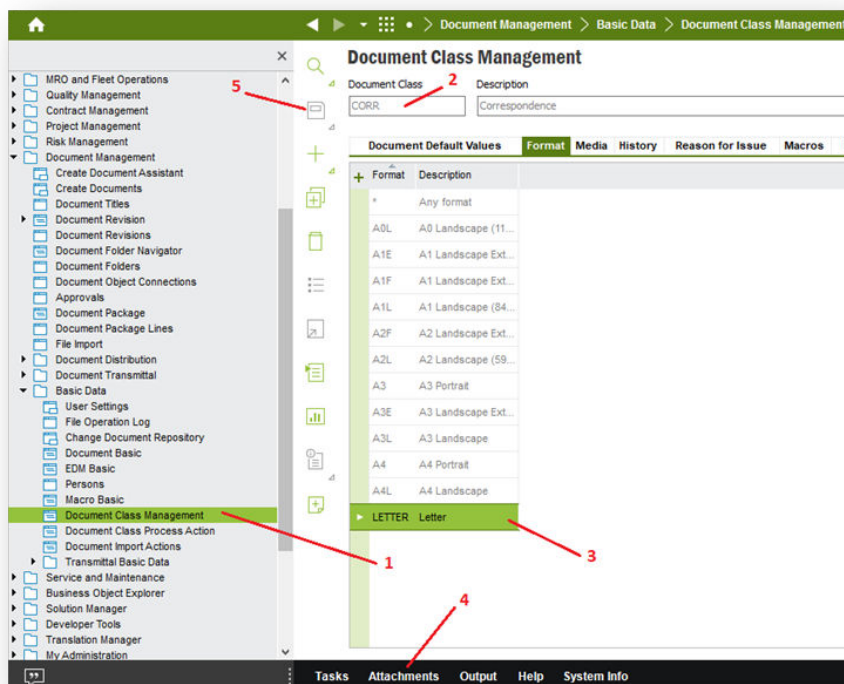 Document Management > Basic Data > Document Class Management
MRO and Fleet Operations
Quality Management
Contract Management
Project Management
Risk Management
Document Management
Create Document Assistant
Create Documents
Document Titles
Document Revision
Document Revisions
Document Folder Navigator
Document Folders
Document Object Connections
Approvals
Document Package
Document Package Lines
File Import
Document Distribution
Document Transmittal
Basic Data
User Settings
File Operation Log
Change Document Repository
Document Basic
EDM Basic
Persons
Macro Basic
Document Class Management
Document Class Process Action
Document Import Actions
Transmittal Basic Data
Service and Maintenance
Business Object Explorer
Solution Manager
Developer Tools
Translation Manager
My Administration
1
5
Document Class Management
Document Class Description
2
CORR Correspondence
Document Default Values Format Media History Reason for Issue Macros
Format Description
* Any format
A0L A0 Landscape (11...
A1E A1 Landscape Ext...
A1F A1 Landscape Ext...
A1L A1 Landscape (84...
A2F A2 Landscape Ext...
A2L A2 Landscape (59...
A3 A3 Portrait
A3E A3 Landscape Ext...
A3L A3 Landscape
A4 A4 Portrait
A4L A4 Landscape
LETTER Letter
3
4
Tasks Attachments Output Help System Info